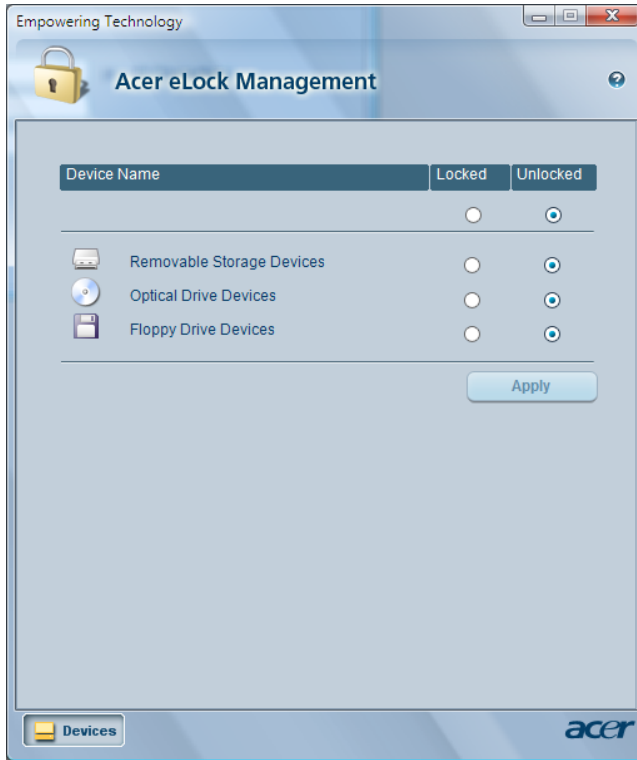 Empowering Technology
Acer eLock Management
Device Name Locked Unlocked
Removable Storage Devices
Optical Drive Devices
Floppy Drive Devices
Apply
Devices
acer